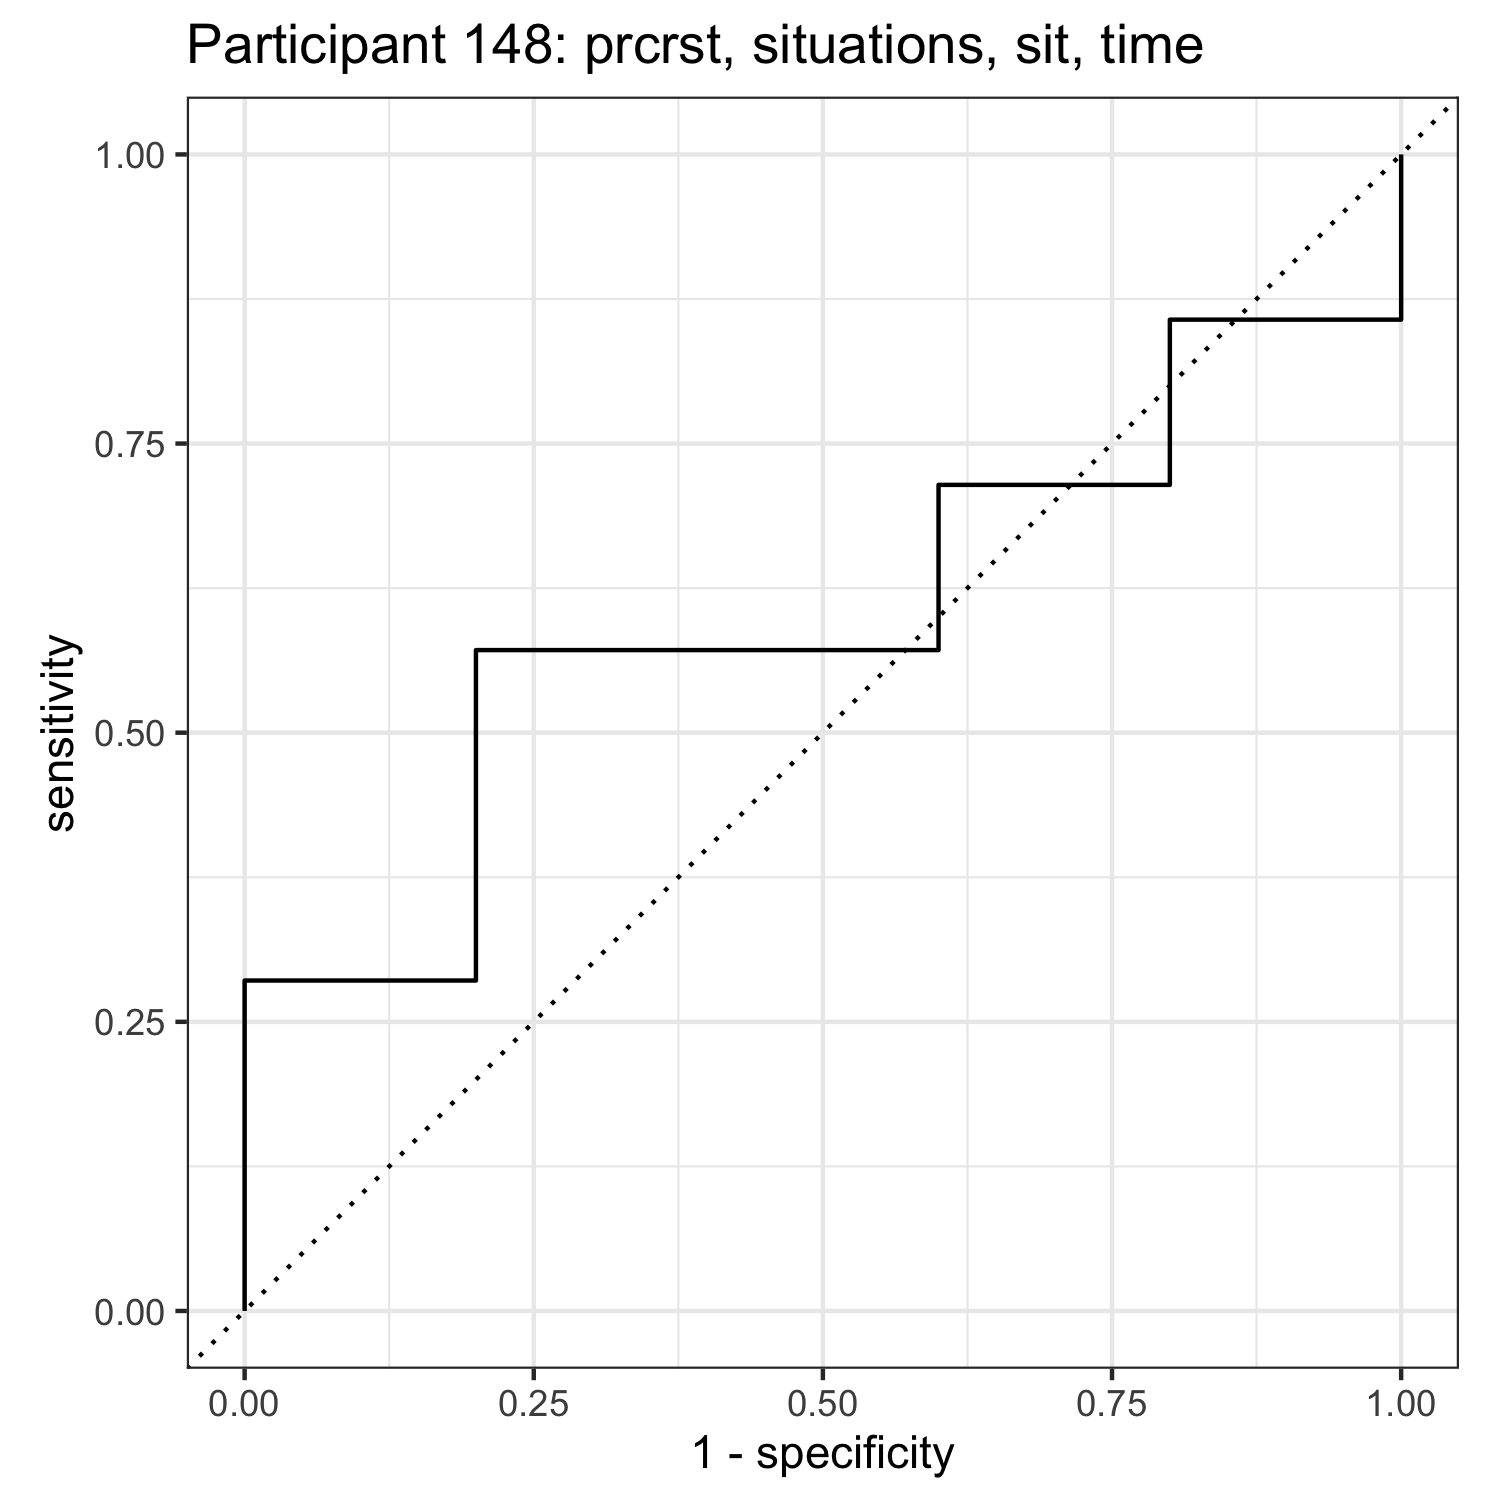 Participant 148: prcrst, situations, sit, time
1.00
0.75
0.50
0.25
0.00
sensitivity
0.00 0.25 0.50 0.75 1.00
1 - specificity